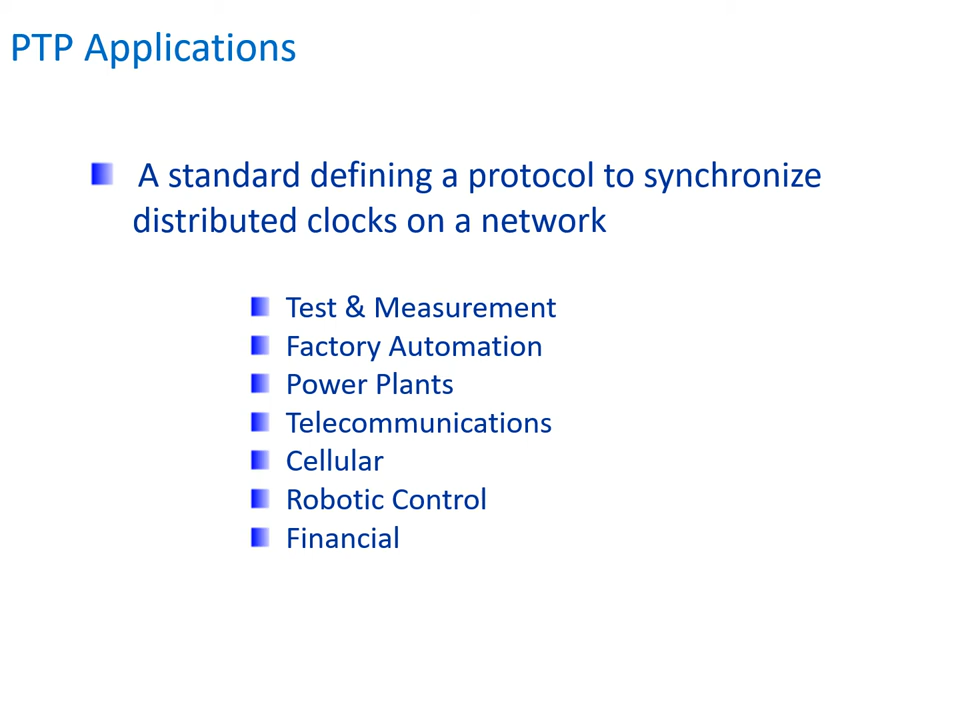 PTP Applications
A standard defining a protocol to synchronize
distributed clocks on a network
Test & Measurement
Factory Automation
Power Plants
Telecommunications
Cellular
Robotic Control
Financial